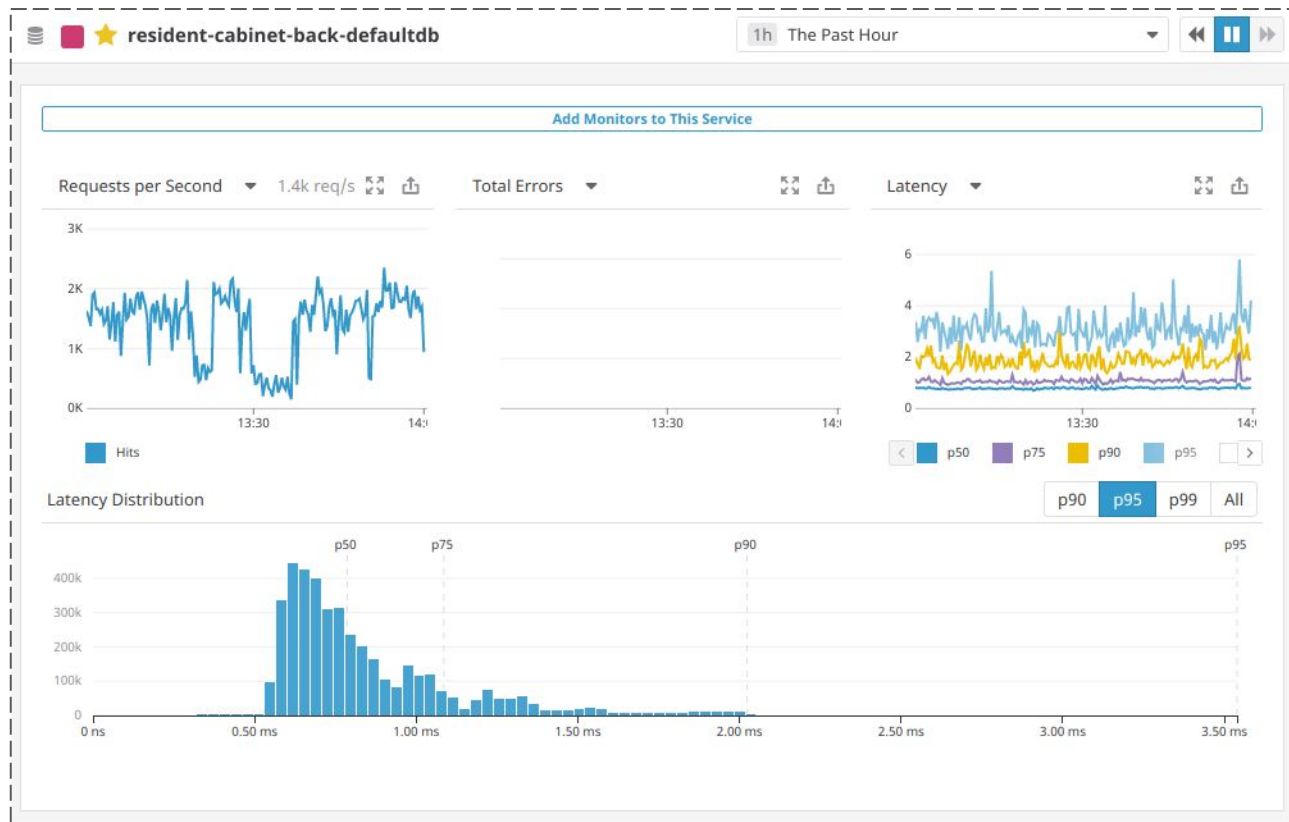 resident-cabinet-back-defaultdb
1h The Past Hour
Add Monitors to This Service
Requests per Second 1.4k req/s
Total Errors
Latency
3K
2K
1K
0K
13:30 14:
Hits
13:30 14:
6
4
2
0
13:30 14:
p50 p75 p90 p95
Latency Distribution
p90 p95 p99 All
p50 p75 p90 p95
400k
300k
200k
100k
0
0 ns 0.50 ms 1.00 ms 1.50 ms 2.00 ms 2.50 ms 3.00 ms 3.50 ms